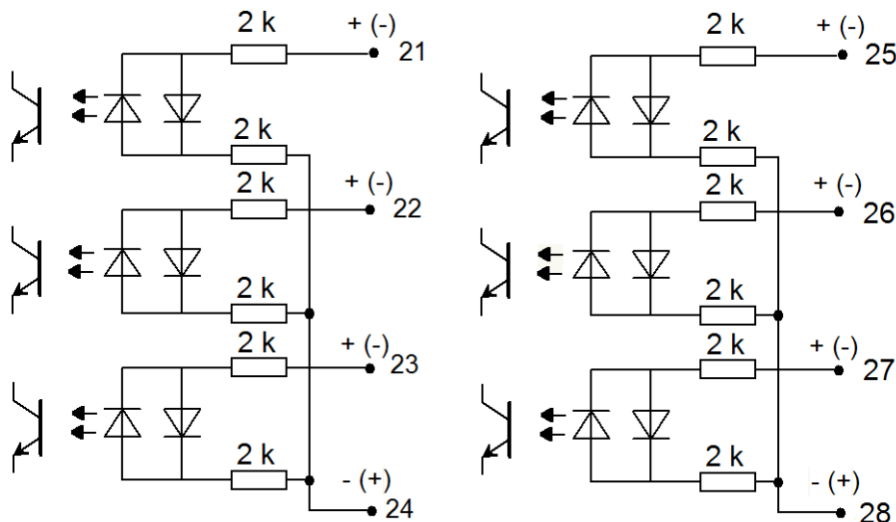 2 k + (-) 21
2 k
+ (-) 22
2 k
2 k
+ (-) 23
2 k
2 k
- (+) 24
2 k + (-) 25
2 k
+ (-) 26
2 k
2 k
+ (-) 27
2 k
2 k
- (+) 28